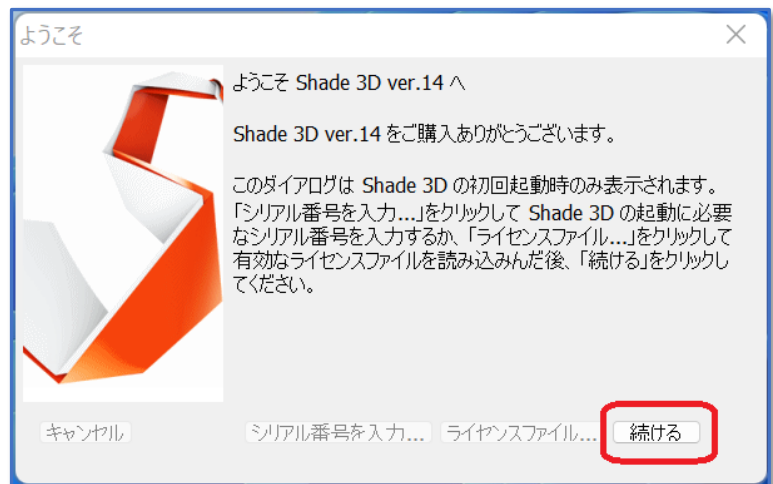 ようこそ
ようこそ Shade 3D ver.14 へ
Shade 3D ver.14 をご購入ありがとうございます。
このダイアログは Shade 3D の初回起動時のみ表示されます。
「シリアル番号を入力...」をクリックして Shade 3D の起動に必要
なシリアル番号を入力するか、「ライセンスファイル...」をクリックして
有効なライセンスファイルを読み込みんだ後、「続ける」をクリックし
てください。
キャンセル シリアル番号を入力... ライセンスファイル... 続ける